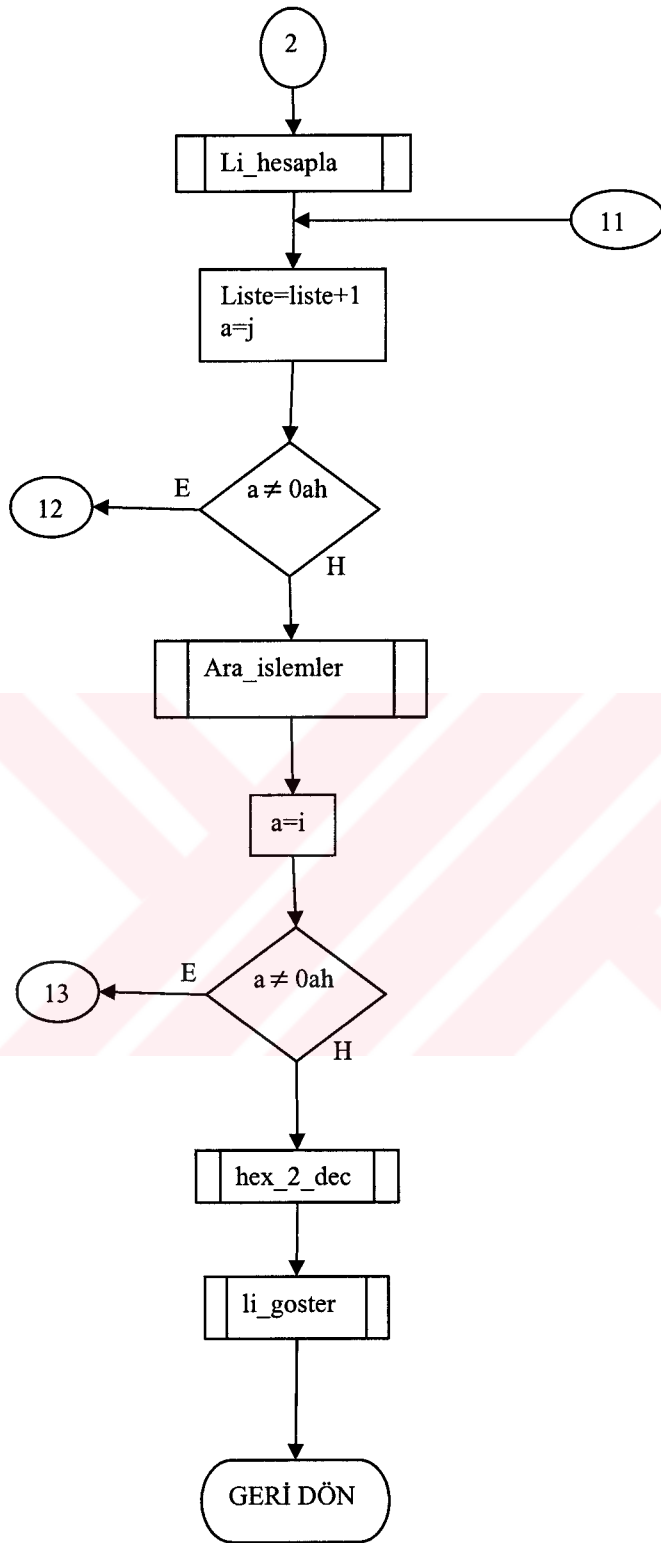 2
Li_hesapla
11
Liste=liste+1
a=j
a ≠ 0ah
E
12
H
Ara_islemler
a=i
a ≠ 0ah
E
13
H
hex_2_dec
li_goster
GERİ DÖN